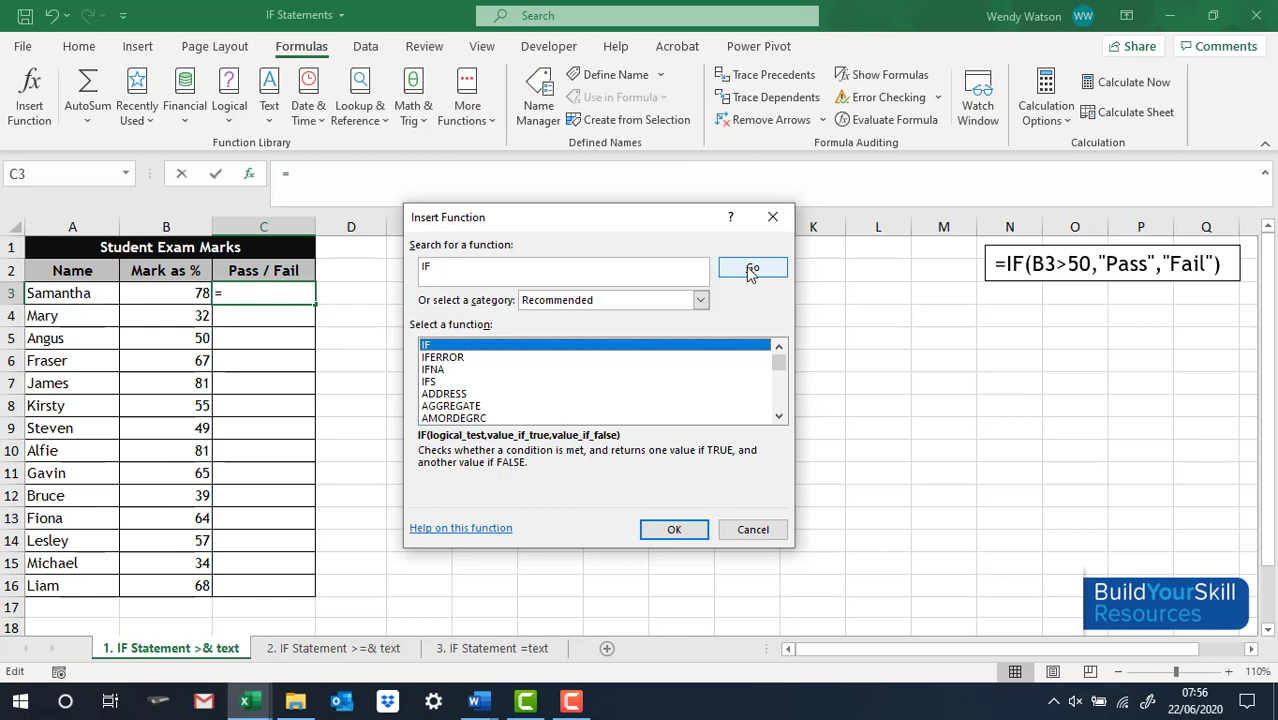 IF Statements
Search
Wendy Watson WW
File Home Insert Page Layout Formulas Data Review View Developer Help Acrobat Power Pivot Share Comments
Insert Function
AutoSum
Recently Used
Financial
Logical
Text
Date & Time
Lookup & Reference
Math & Trig
More Functions
Function Library
Name Manager
Define Name
Use in Formula
Create from Selection
Defined Names
Trace Precedents
Trace Dependents
Remove Arrows
Show Formulas
Error Checking
Evaluate Formula
Formula Auditing
Watch Window
Calculation Options
Calculate Now
Calculate Sheet
Calculation
C3 fx =
A B C D K L M N O P Q
1 Student Exam Marks
2 Name Mark as % Pass / Fail
3 Samantha 78 =
4 Mary 32
5 Angus 50
6 Fraser 67
7 James 81
8 Kirsty 55
9 Steven 49
10 Alfie 81
11 Gavin 65
12 Bruce 39
13 Fiona 64
14 Lesley 57
15 Michael 34
16 Liam 68
17
18
=IF(B3>50,"Pass","Fail")
Insert Function ?
Search for a function:
IF
Go
Or select a category: Recommended
Select a function:
IF
IFERROR
IFNA
IFS
ADDRESS
AGGREGATE
AMORDEGRC
IF(logical_test,value_if_true,value_if_false)
Checks whether a condition is met, and returns one value if TRUE, and
another value if FALSE.
Help on this function
OK Cancel
BuildYourSkill
Resources
1. IF Statement >& text 2. IF Statement >=& text 3. IF Statement =text
Edit 110%
07:56
22/06/2020